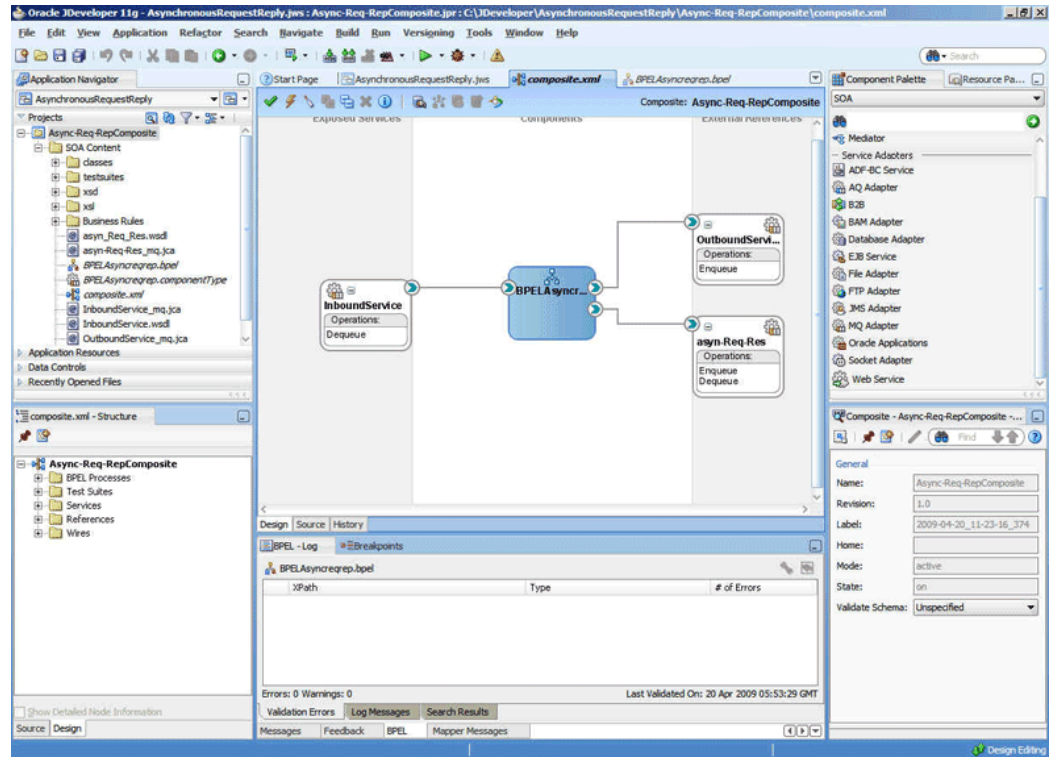 Oracle JDeveloper 11g - AsynchronousRequestReply.jws : Async-Req-RepComposite.jpr : C:\JDeveloper\AsynchronousRequestReply\Async-Req-RepComposite\composite.xml
File Edit View Application Refactor Search Navigate Build Run Versioning Tools Window Help
Search
Application Navigator
AsynchronousRequestReply
Projects
Async-Req-RepComposite
SOA Content
classes
testsuites
xsd
xsl
Business Rules
asyn_Req_Res.wsdl
asyn-Req-Res_mq.jca
BPELAsyncreqrep.bpel
BPELAsyncreqrep.componentType
composite.xml
InboundService_mq.jca
InboundService.wsdl
OutboundService_mq.jca
Application Resources
Data Controls
Recently Opened Files
composite.xml - Structure
Async-Req-RepComposite
BPEL Processes
Test Suites
Services
References
Wires
Show Detailed Node Information
Source Design
Start Page AsynchronousRequestReply.jws composite.xml BPELAsyncreqrep.bpel
Composite: Async-Req-RepComposite
Exposed Services Components External References
InboundService
Operations:
Dequeue
BPELAsyncr...
OutboundServi...
Operations:
Enqueue
asyn-Req-Res
Operations:
Enqueue
Dequeue
Design Source History
BPEL - Log Breakpoints
BPELAsyncreqrep.bpel
XPath Type # of Errors
Errors: 0 Warnings: 0 Last Validated On: 20 Apr 2009 05:53:29 GMT
Validation Errors Log Messages Search Results
Messages Feedback BPEL Mapper Messages
Component Palette Resource Pa...
SOA
Mediator
Service Adapters
ADF-BC Service
AQ Adapter
B2B
BAM Adapter
Database Adapter
EJB Service
File Adapter
FTP Adapter
JMS Adapter
MQ Adapter
Oracle Applications
Socket Adapter
Web Service
Composite - Async-Req-RepComposite -...
Find
General
Name: Async-Req-RepComposite
Revision: 1.0
Label: 2009-04-20_11-23-16_374
Home:
Mode: active
State: on
Validate Schema: Unspecified
Design Editing